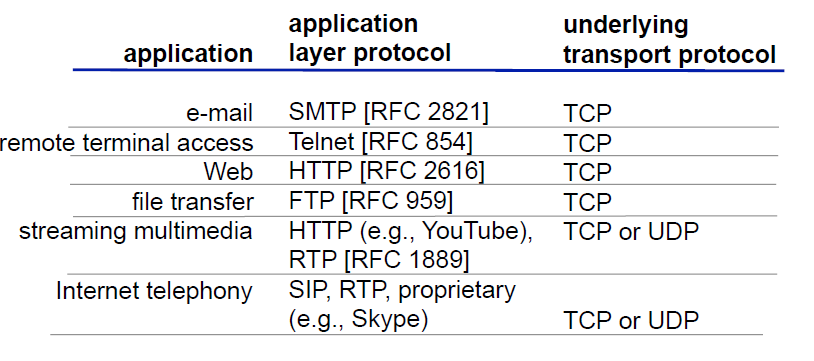 application
application layer protocol
underlying transport protocol
e-mail SMTP [RFC 2821] TCP
remote terminal access Telnet [RFC 854] TCP
Web HTTP [RFC 2616] TCP
file transfer FTP [RFC 959] TCP
streaming multimedia HTTP (e.g., YouTube), TCP or UDP
RTP [RFC 1889]
Internet telephony SIP, RTP, proprietary
(e.g., Skype) TCP or UDP